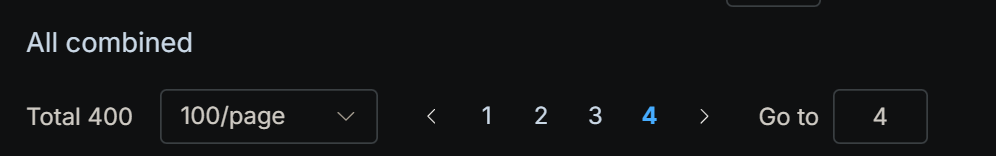 All combined
Total 400 100/page 1 2 3 4 Go to 4